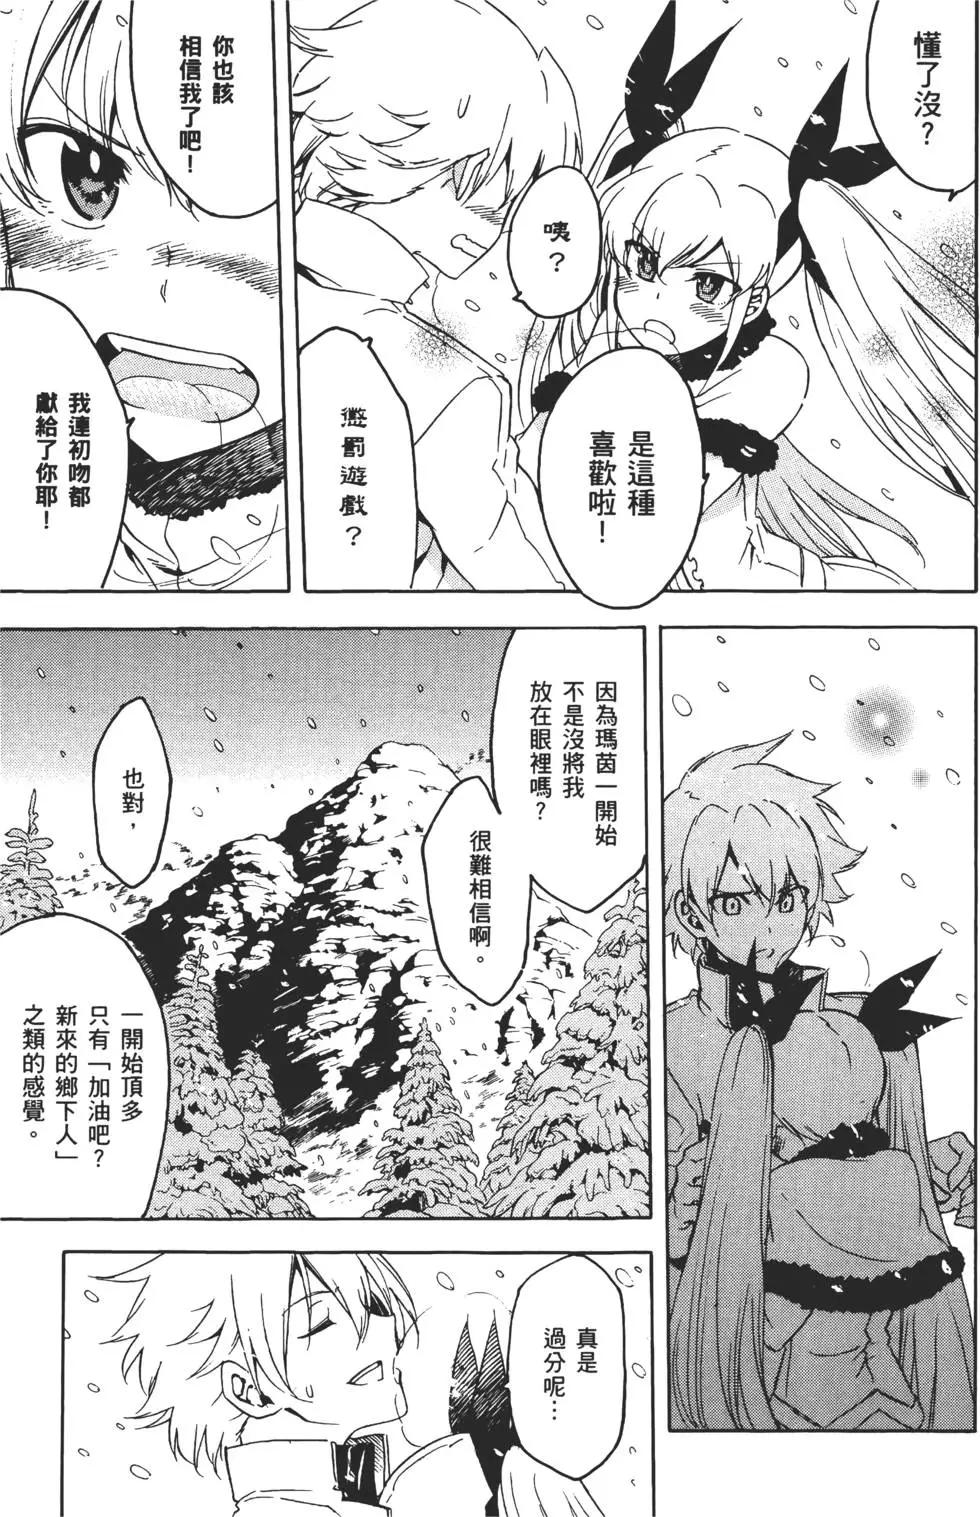 懂了沒？
咦？
是這種
喜歡啦！
懲罰遊戲？
你也該
相信我了吧！
我連初吻都
獻給了你耶！
因為瑪茵一開始
不是沒將我
放在眼裡嗎？
很難相信啊。
也對，
一開始頂多
只有「加油吧？
新來的鄉下人」
之類的感覺。
真是
過分呢…